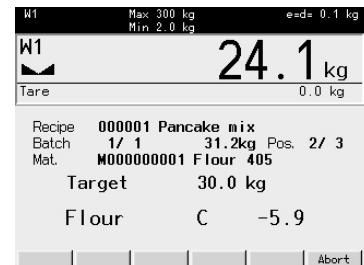 W1 Max 300 kg e=d= 0.1 kg
Min 2.0 kg
W1
24.1 kg
Tare 0.0 kg
Recipe 000001 Pancake mix
Batch 1/ 1 31.2kg Pos. 2/ 3
Mat. M000000001 Flour 405
Target 30.0 kg
Flour C -5.9
Abort